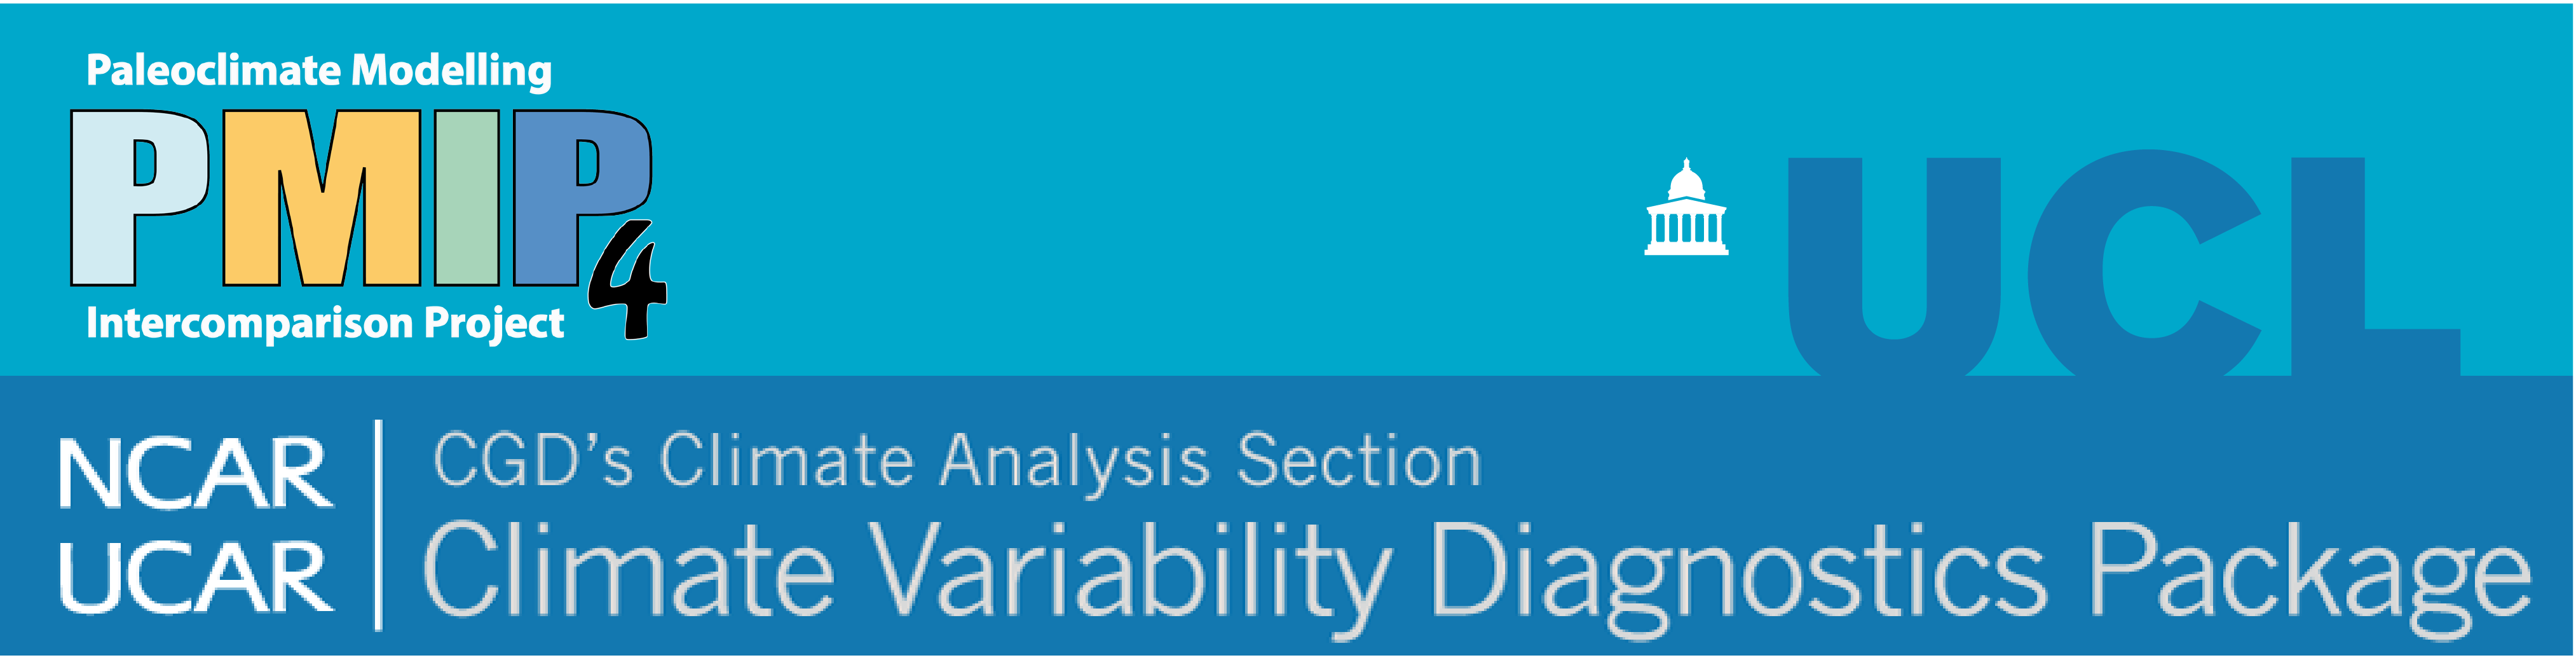 Paleoclimate Modelling
PMIP4
Intercomparison Project
UCL
NCAR
UCAR
CGD's Climate Analysis Section
Climate Variability Diagnostics Package